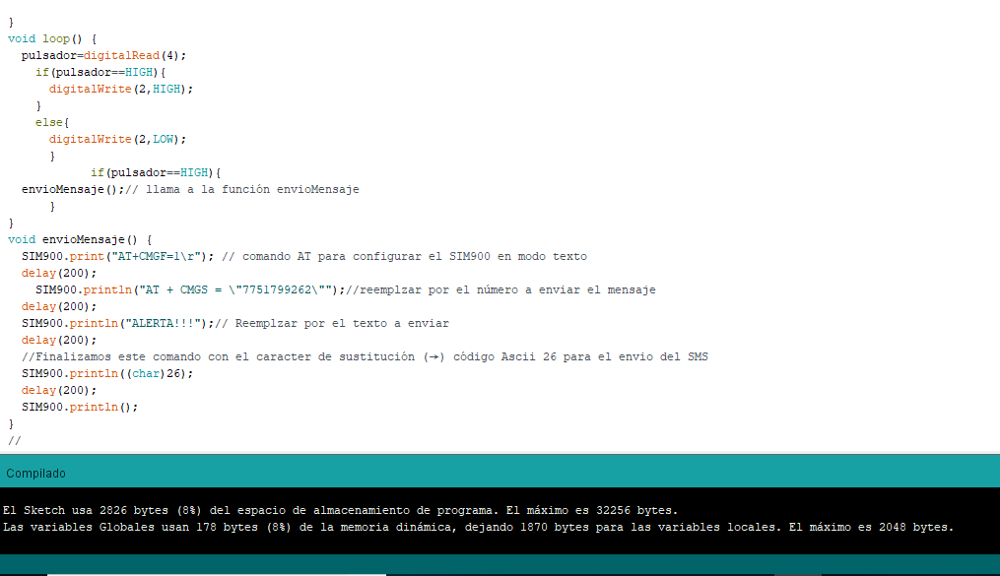 }
void loop() {
  pulsador=digitalRead(4);
    if(pulsador==HIGH){
      digitalWrite(2,HIGH);
    }
    else{
      digitalWrite(2,LOW);
      }
            if(pulsador==HIGH){
  envioMensaje();// llama a la función envioMensaje
      }
}
void envioMensaje() {
  SIM900.print("AT+CMGF=1\r"); // comando AT para configurar el SIM900 en modo texto
  delay(200);
    SIM900.println("AT + CMGS = \"7751799262\"");//reemplzar por el número a enviar el mensaje
  delay(200);
  SIM900.println("ALERTA!!!");// Reemplzar por el texto a enviar
  delay(200);
  //Finalizamos este comando con el caracter de sustitución (→) código Ascii 26 para el envio del SMS
  SIM900.println((char)26);
  delay(200);
  SIM900.println();
}
//
Compilado
El Sketch usa 2826 bytes (8%) del espacio de almacenamiento de programa. El máximo es 32256 bytes.
Las variables Globales usan 178 bytes (8%) de la memoria dinámica, dejando 1870 bytes para las variables locales. El máximo es 2048 bytes.